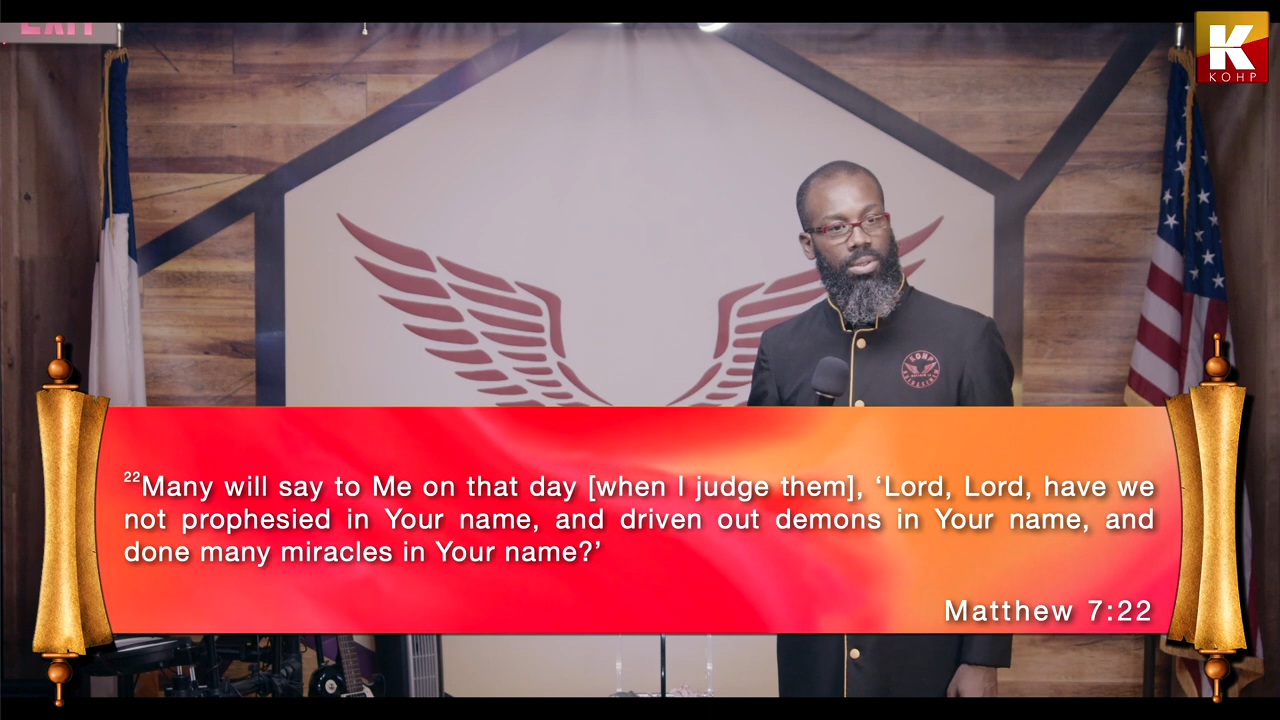 EXIT
K
KOHP
KOHP
²²Many will say to Me on that day [when I judge them], ‘Lord, Lord, have we
not prophesied in Your name, and driven out demons in Your name, and
done many miracles in Your name?’
Matthew 7:22